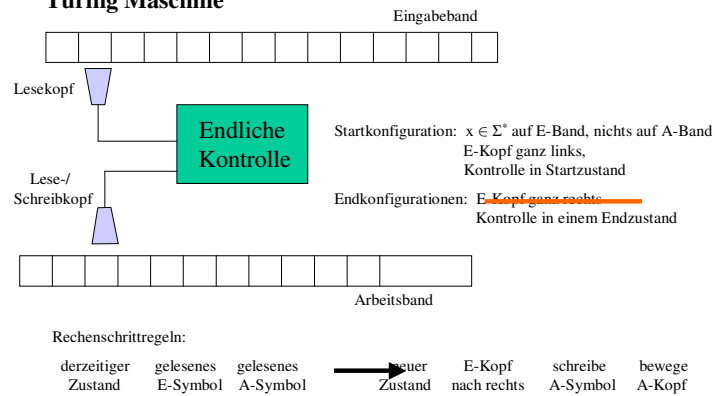 Turing Maschine
Eingabeband
Lesekopf
Endliche
Kontrolle
Startkonfiguration: x ∈ Σ* auf E-Band, nichts auf A-Band
E-Kopf ganz links,
Kontrolle in Startzustand
Lese-/
Schreibkopf
Endkonfigurationen: E-Kopf ganz rechts
Kontrolle in einem Endzustand
Arbeitsband
Rechenschrittregeln:
derzeitiger gelesenes gelesenes neuer E-Kopf schreibe bewege
Zustand E-Symbol A-Symbol Zustand nach rechts A-Symbol A-Kopf